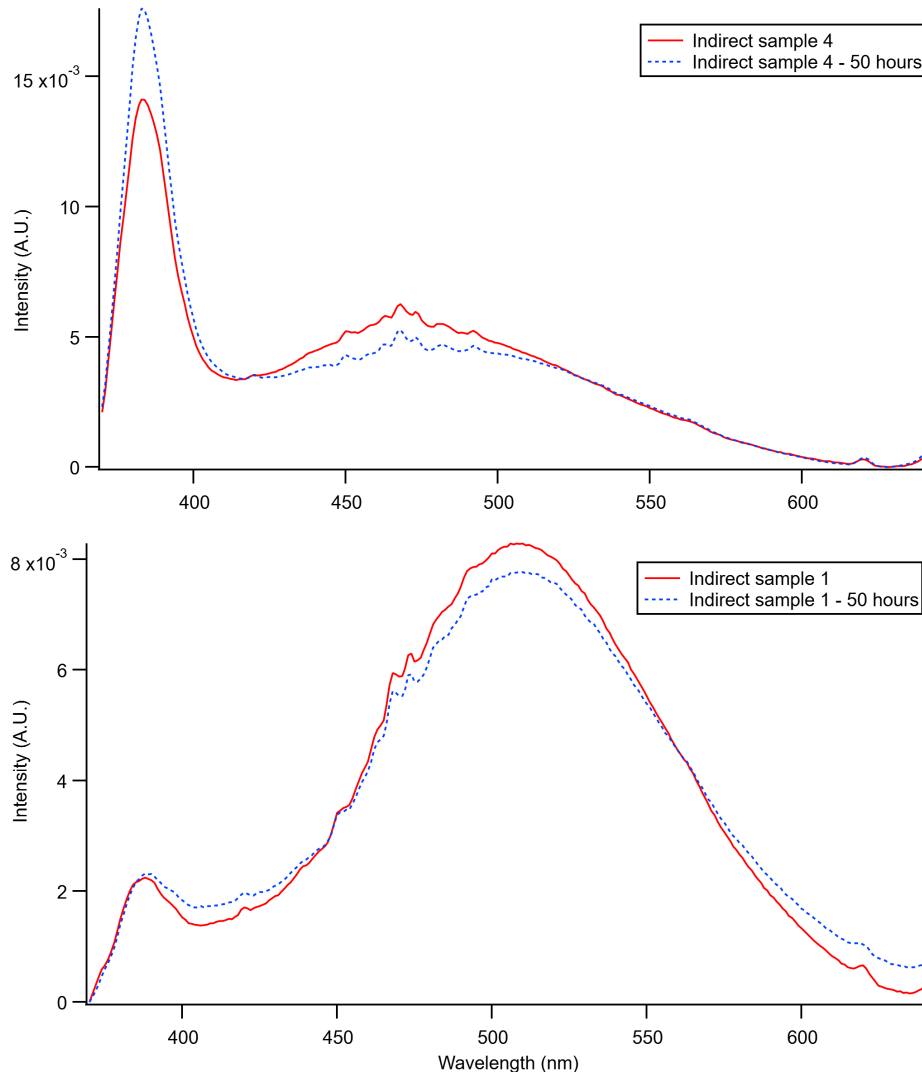 Indirect sample 4
Indirect sample 4 - 50 hours
15 x10-3
10
5
0
Intensity (A.U.)
400 450 500 550 600
Indirect sample 1
Indirect sample 1 - 50 hours
8 x10-3
6
4
2
0
Intensity (A.U.)
400 450 500 550 600
Wavelength (nm)